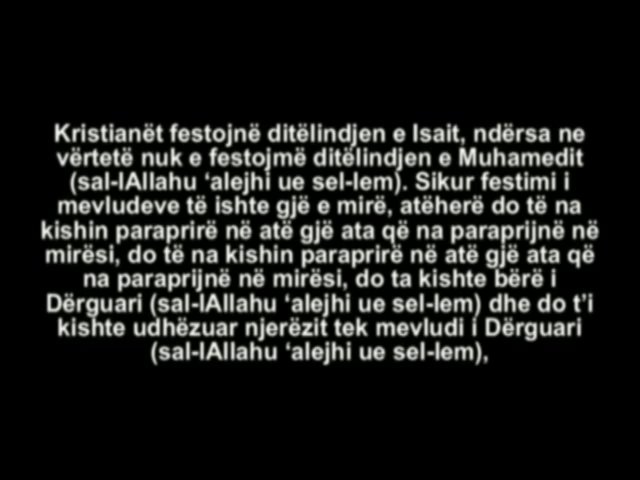 Kristianët festojnë ditëlindjen e Isait, ndërsa ne
vërtetë nuk e festojmë ditëlindjen e Muhamedit
(sal-lAllahu ‘alejhi ue sel-lem). Sikur festimi i
mevludeve të ishte gjë e mirë, atëherë do të na
kishin paraprirë në atë gjë ata që na paraprijnë në
mirësi, do të na kishin paraprirë në atë gjë ata që
na paraprijnë në mirësi, do ta kishte bërë i
Dërguari (sal-lAllahu ‘alejhi ue sel-lem) dhe do t’i
kishte udhëzuar njerëzit tek mevludi i Dërguari
(sal-lAllahu ‘alejhi ue sel-lem),